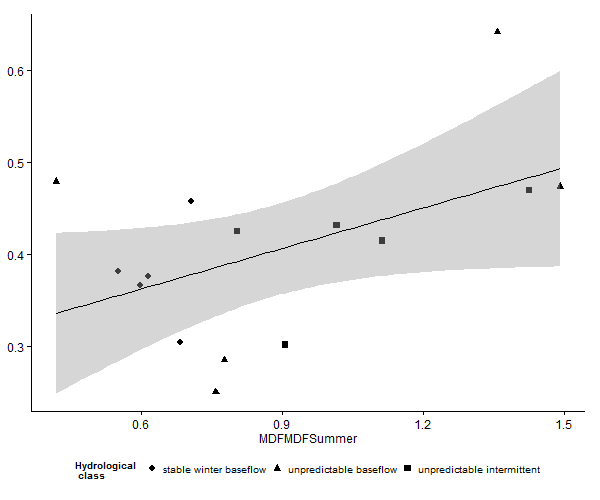 0.6
0.5
0.4
0.3
0.6 0.9 1.2 1.5
MDFMDFSummer
Hydrological
class
stable winter baseflow unpredictable baseflow unpredictable intermittent